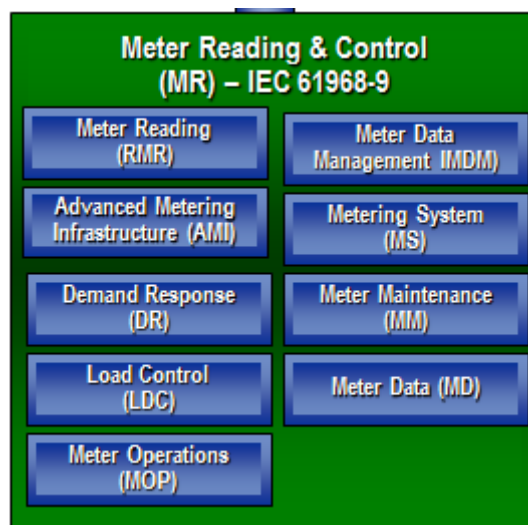 Meter Reading & Control
(MR) – IEC 61968-9
Meter Reading
(RMR)
Meter Data
Management IMDM)
Advanced Metering
Infrastructure (AMI)
Metering System
(MS)
Demand Response
(DR)
Meter Maintenance
(MM)
Load Control
(LDC)
Meter Data (MD)
Meter Operations
(MOP)